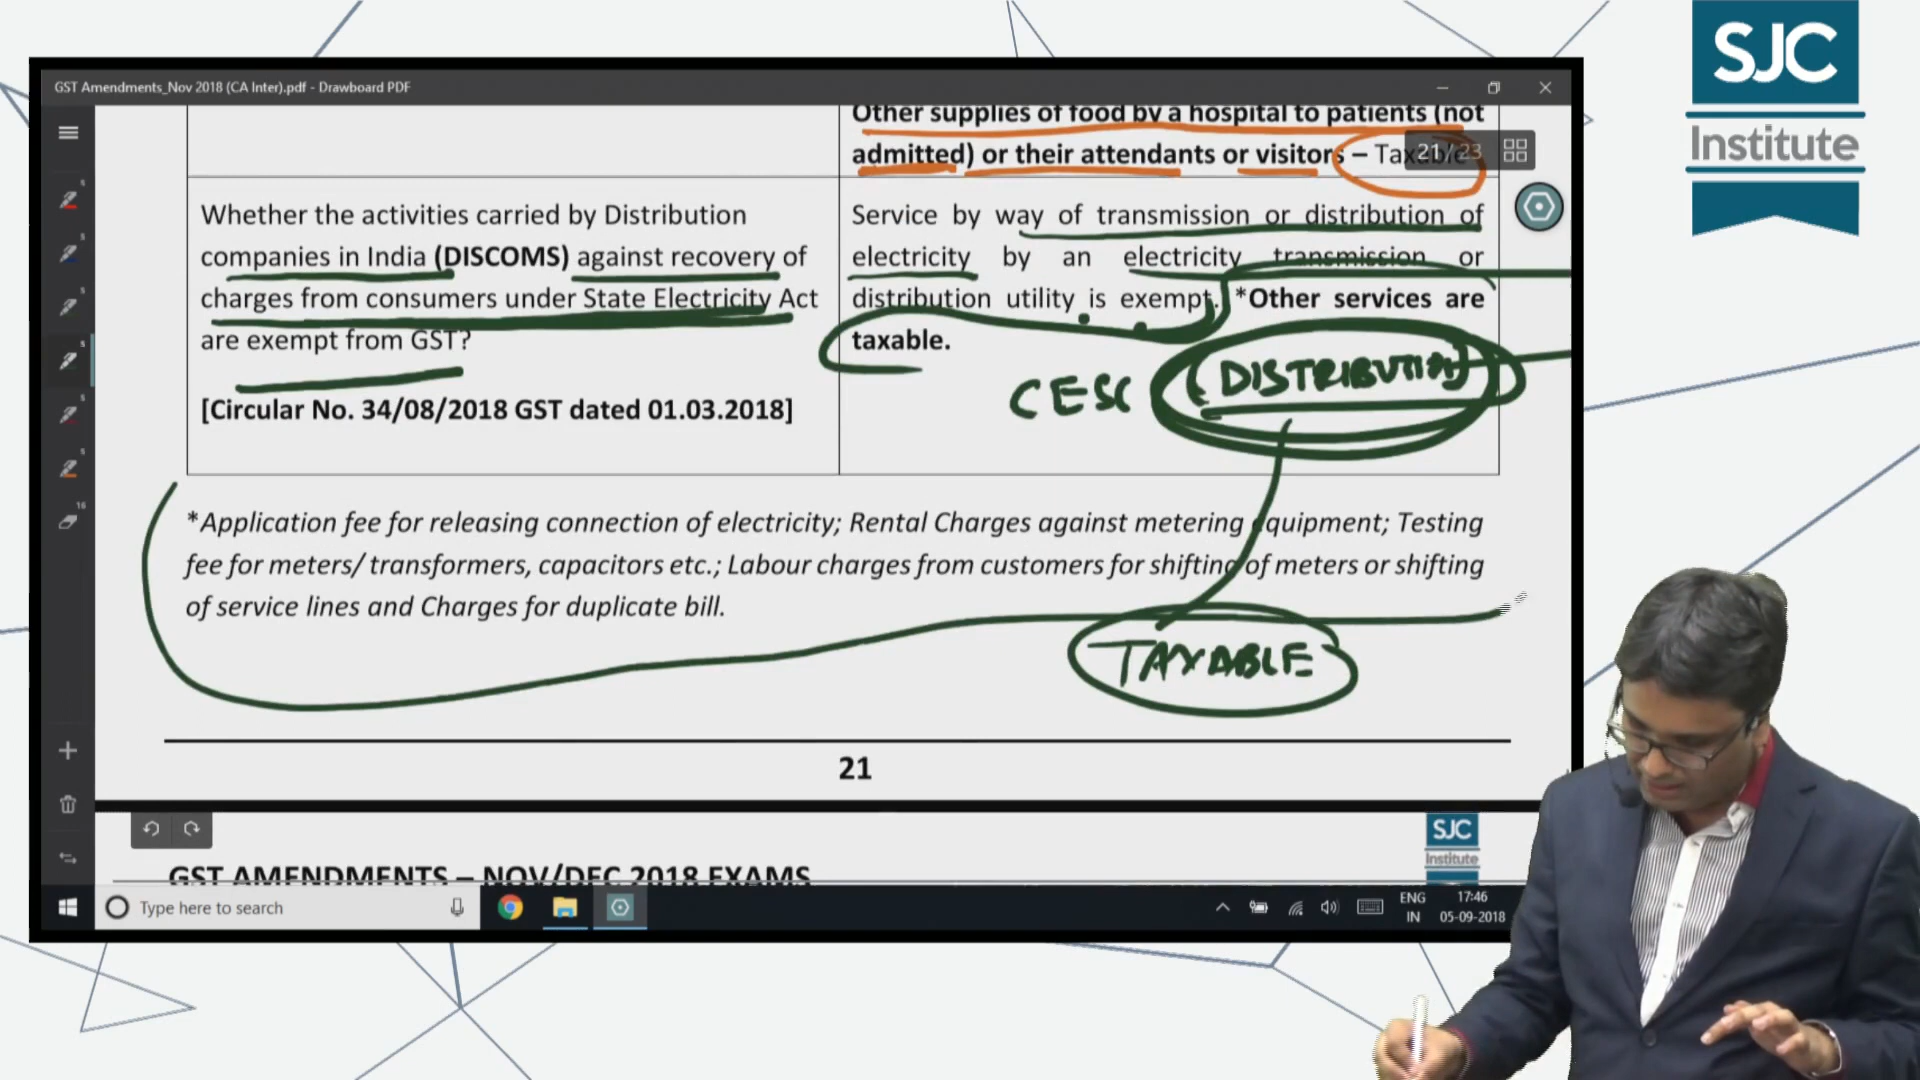 SJC
Institute
GST Amendments_Nov 2018 (CA Inter).pdf - Drawboard PDF
Other supplies of food by a hospital to patients (not
admitted) or their attendants or visitors – Taxable
21 / 23
Whether the activities carried by Distribution
companies in India (DISCOMS) against recovery of
charges from consumers under State Electricity Act
are exempt from GST?
[Circular No. 34/08/2018 GST dated 01.03.2018]
Service by way of transmission or distribution of
electricity by an electricity transmission or
distribution utility is exempt. *Other services are
taxable.
CESC (DISTRIBUTION)
*Application fee for releasing connection of electricity; Rental Charges against metering equipment; Testing
fee for meters/ transformers, capacitors etc.; Labour charges from customers for shifting of meters or shifting
of service lines and Charges for duplicate bill.
TAXABLE
21
SJC
Institute
GST AMENDMENTS – NOV/DEC 2018 EXAMS
Type here to search
ENG
IN
17:46
05-09-2018